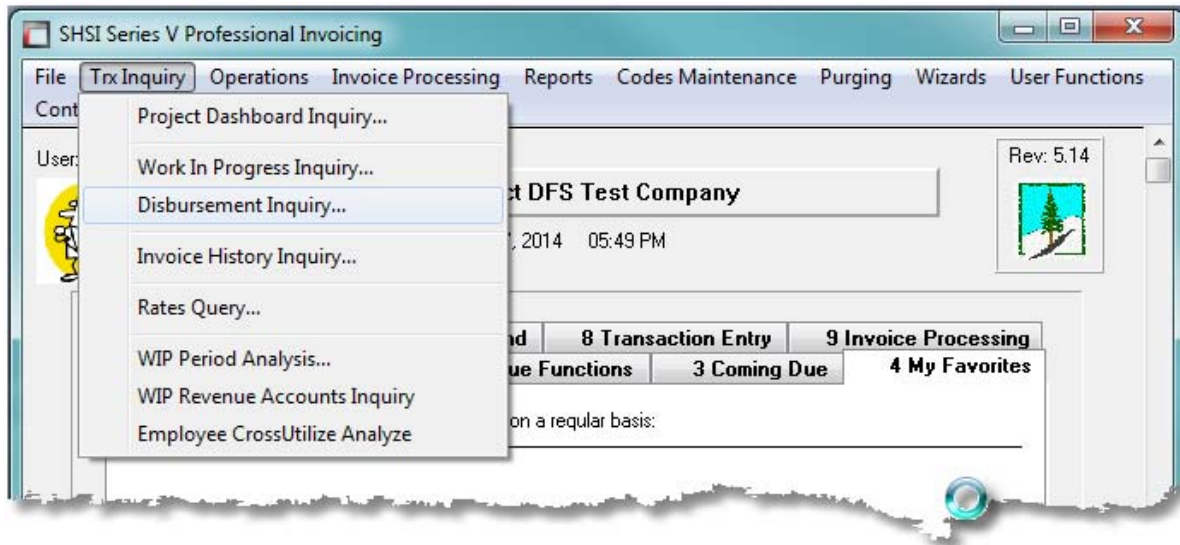 SHSI Series V Professional Invoicing
File Trx Inquiry Operations Invoice Processing Reports Codes Maintenance Purging Wizards User Functions
Cont
Project Dashboard Inquiry...
User:
Rev: 5.14
Work In Progress Inquiry...
Disbursement Inquiry...
ct DFS Test Company
, 2014 05:49 PM
Invoice History Inquiry...
Rates Query...
nd 8 Transaction Entry 9 Invoice Processing
WIP Period Analysis...
ue Functions 3 Coming Due 4 My Favorites
WIP Revenue Accounts Inquiry
on a regular basis:
Employee CrossUtilize Analyze